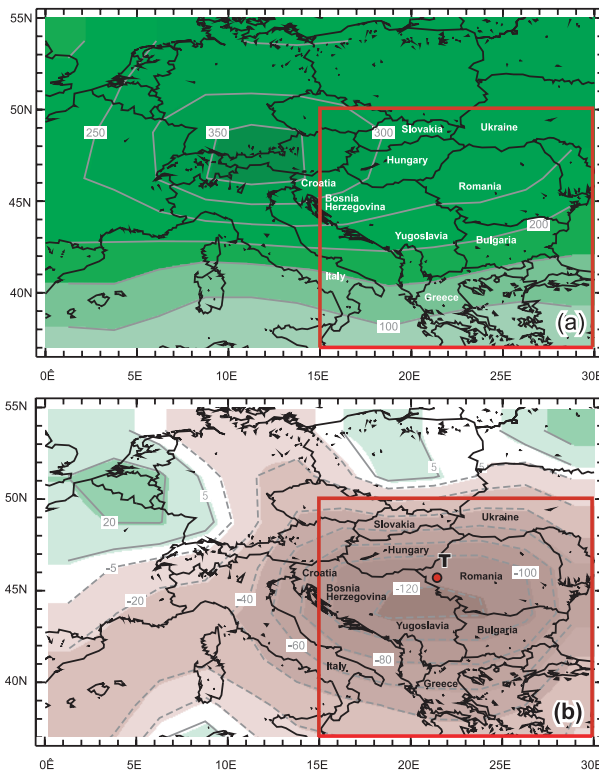 55N
50N
45N
40N
250
350
300
200
100
Slovakia
Ukraine
Hungary
Croatia
Romania
Bosnia
Herzegovina
Yugoslavia
Bulgaria
Italy
Greece
(a)
0E 5E 10E 15E 20E 25E 30E
55N
50N
45N
40N
5
5
5
20
-5
-20
-40
-60
-80
-120
-100
Slovakia
Ukraine
Hungary
T
Croatia
Romania
Bosnia
Herzegovina
Yugoslavia
Bulgaria
Italy
Greece
(b)
0E 5E 10E 15E 20E 25E 30E